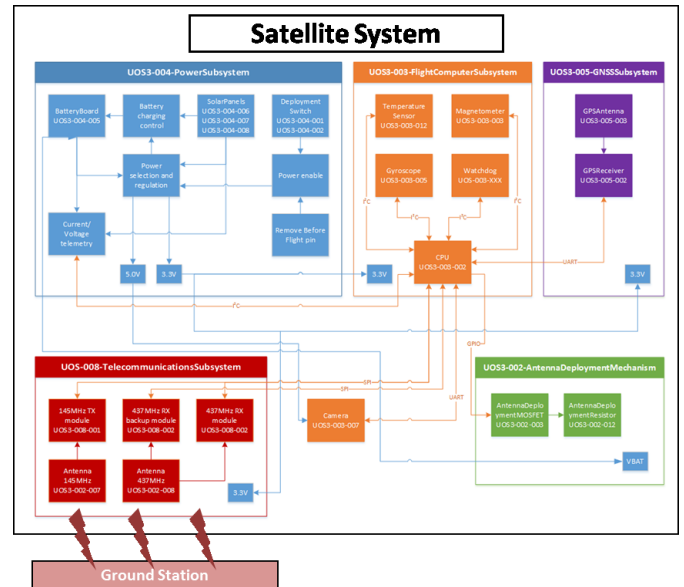 Satellite System
UOS3-004-PowerSubsystem
BatteryBoard
UOS3-004-005
Battery
charging
control
SolarPanels
UOS3-004-006
UOS3-004-007
UOS3-004-008
Deployment
Switch
UOS3-004-001
UOS3-004-002
Power
selection and
regulation
Power enable
Current/
Voltage
telemetry
Remove Before
Flight pin
5.0V
3.3V
I²C
UOS3-003-FlightComputerSubsystem
Temperature
Sensor
UOS3-003-012
Magnetometer
UOS3-003-003
Gyroscope
UOS3-003-005
Watchdog
UOS-003-XXX
I²C
I²C
I²C
I²C
CPU
UOS3-003-002
3.3V
UART
UOS3-005-GNSSSubsystem
GPSAntenna
UOS3-005-003
GPSReceiver
UOS3-005-002
3.3V
UOS-008-TelecommunicationsSubsystem
145MHz TX
module
UOS3-008-001
437MHz RX
backup module
UOS3-008-002
437MHz RX
module
UOS3-008-002
Antenna
145MHz
UOS3-002-007
Antenna
437MHz
UOS3-002-008
3.3V
SPI
SPI
UART
GPIO
Camera
UOS3-003-007
UOS3-002-AntennaDeploymentMechanism
AntennaDeplo
ymentMOSFET
UOS3-002-003
AntennaDeplo
ymentResistor
UOS3-002-012
VBAT
Ground Station